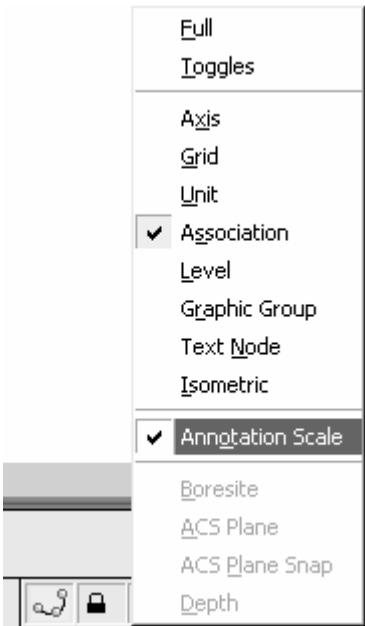 Full
Toggles
Axis
Grid
Unit
Association
Level
Graphic Group
Text Node
Isometric
Annotation Scale
Boresite
ACS Plane
ACS Plane Snap
Depth